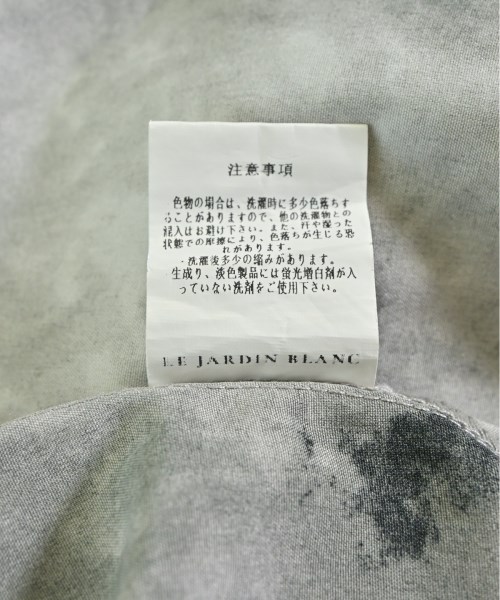 注意事項
色物の場合は、洗濯時に多少色落ちす
ることがありますので、他の洗濯物との
混入はお避け下さい。また、汗や湿った
状態での摩擦により、色落ちが生じる恐
れがあります。
・洗濯後多少の縮みがあります。
生成り、淡色製品には蛍光増白剤が入
っていない洗剤をご使用下さい。
LE JARDIN BLANC